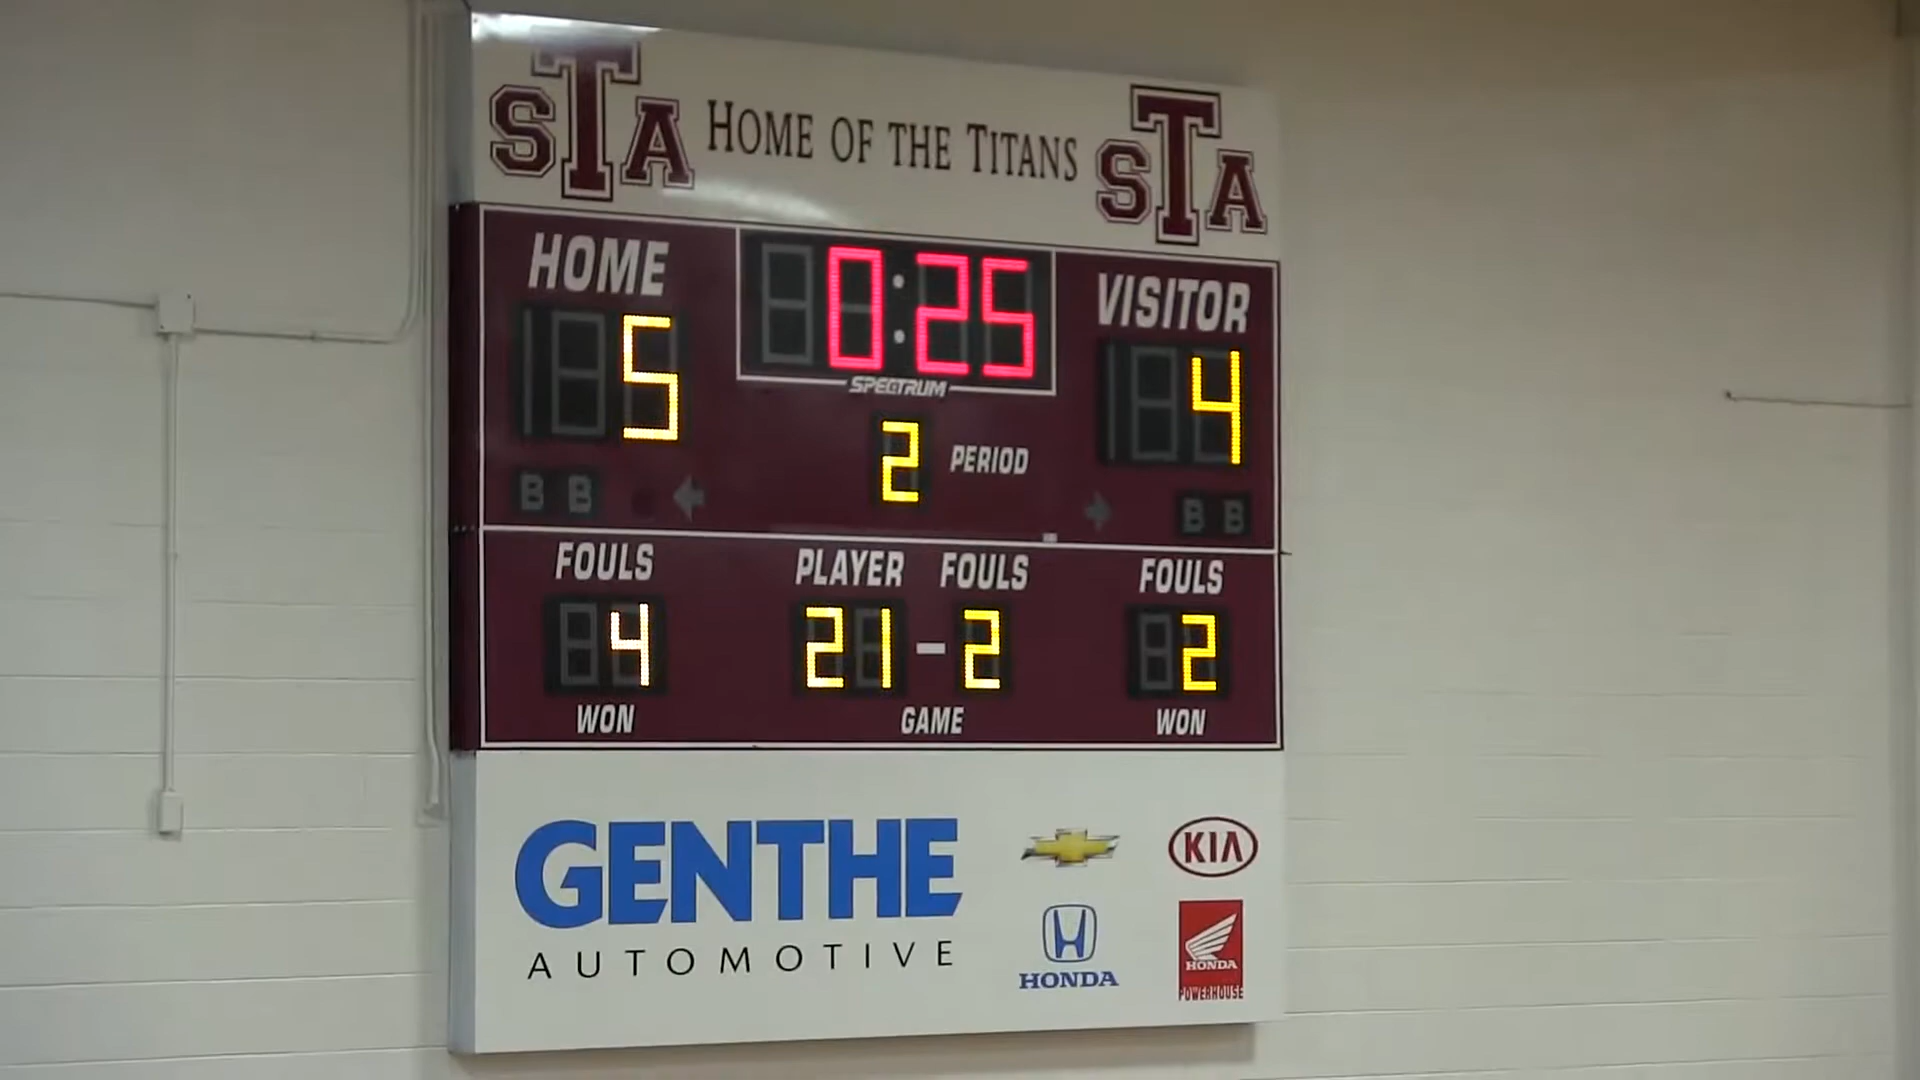 STA HOME OF THE TITANS STA
HOME 0:25 VISITOR
5 4
SPECTRUM
2 PERIOD
B B B B
FOULS PLAYER FOULS FOULS
4 21-2 2
WON GAME WON
GENTHE
AUTOMOTIVE
KIA
HONDA
HONDA
POWERHOUSE